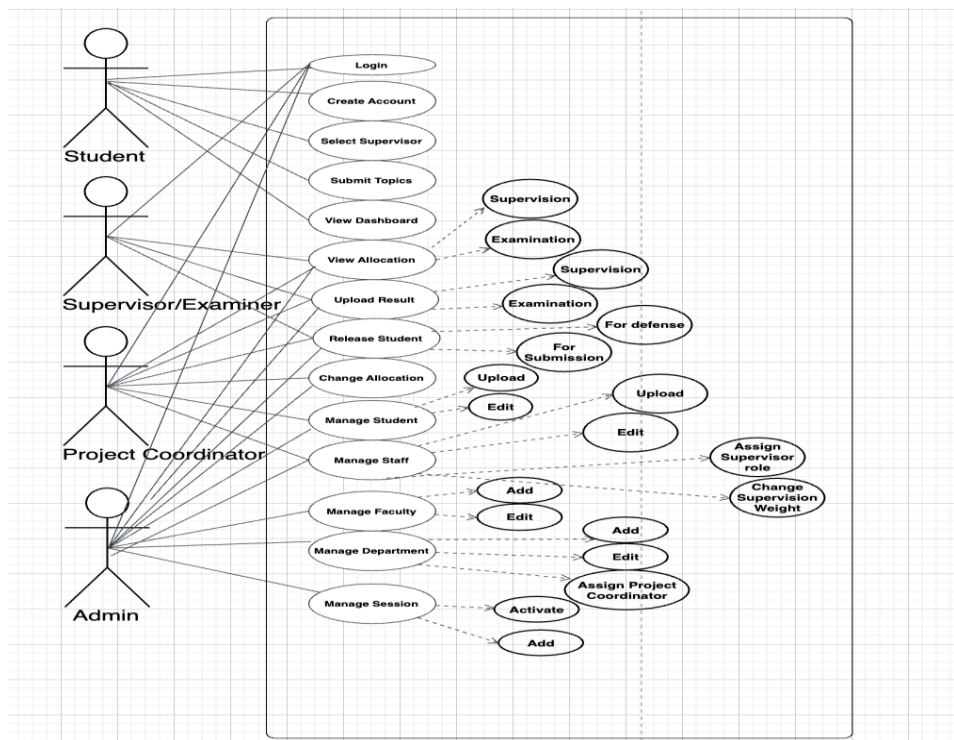 Login
Create Account
Select Supervisor
Student
Submit Topics
Supervision
View Dashboard
Examination
View Allocation
Supervision
Supervisor/Examiner
Upload Result
Examination
For defense
Release Student
For
Submission
Change Allocation
Upload
Upload
Edit
Manage Student
Edit
Project Coordinator
Manage Staff
Assign
Supervisor
role
Change
Supervision
Weight
Add
Manage Faculty
Edit
Add
Manage Department
Edit
Assign Project
Coordinator
Manage Session
Activate
Admin
Add